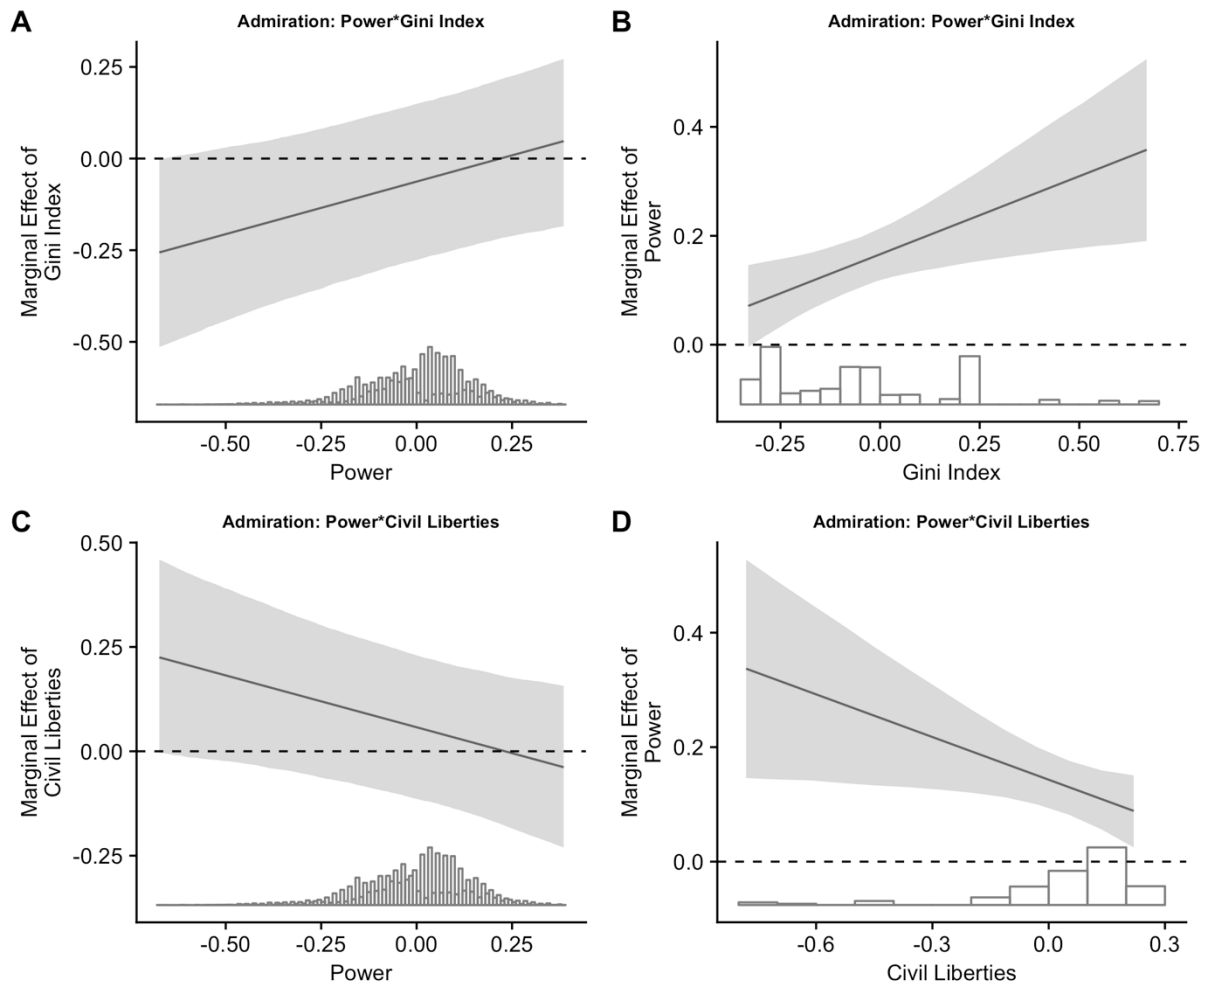 A
Admiration: Power*Gini Index
Marginal Effect of
Gini Index
0.25
0.00
-0.25
-0.50
-0.50
-0.25
0.00
0.25
Power
B
Admiration: Power*Gini Index
Marginal Effect of
Power
0.4
0.2
0.0
-0.25
0.00
0.25
0.50
0.75
Gini Index
C
Admiration: Power*Civil Liberties
Marginal Effect of
Civil Liberties
0.50
0.25
0.00
-0.25
-0.50
-0.25
0.00
0.25
Power
D
Admiration: Power*Civil Liberties
Marginal Effect of
Power
0.4
0.2
0.0
-0.6
-0.3
0.0
0.3
Civil Liberties